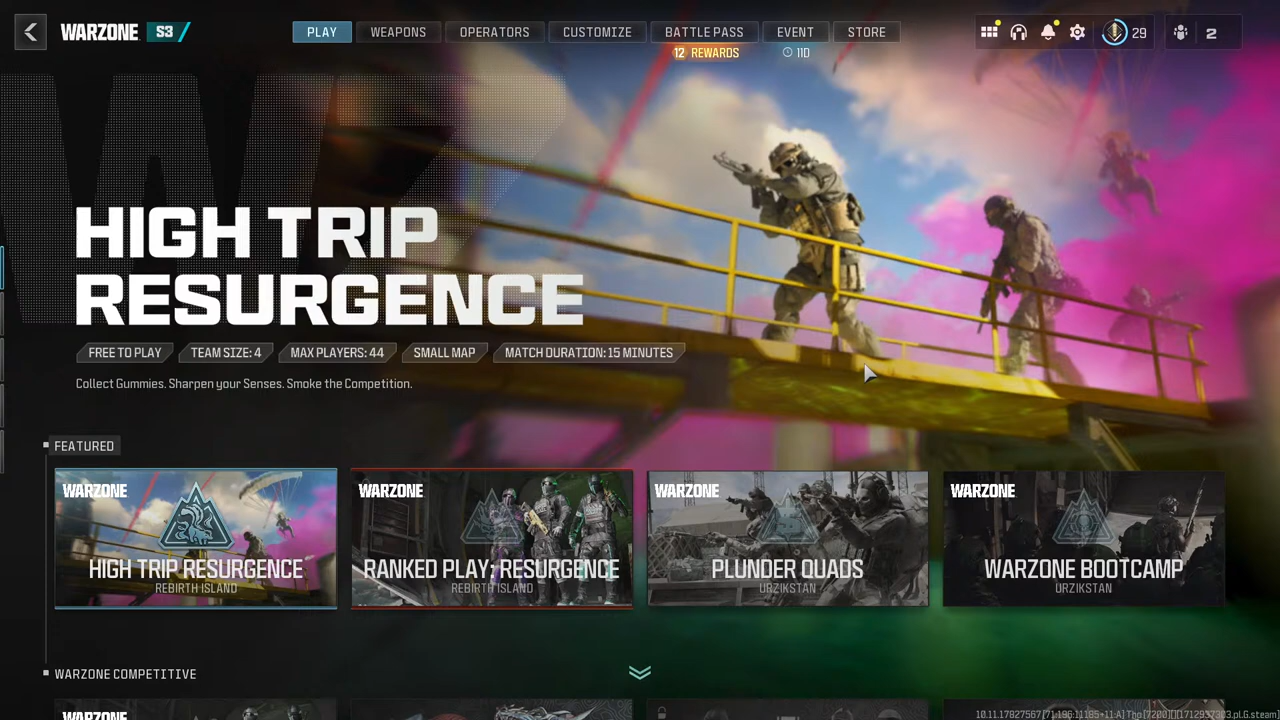 WARZONE S3 PLAY WEAPONS OPERATORS CUSTOMIZE BATTLE PASS EVENT STORE 29 2
12 REWARDS 11D
HIGH TRIP
RESURGENCE
FREE TO PLAY TEAM SIZE: 4 MAX PLAYERS: 44 SMALL MAP MATCH DURATION: 15 MINUTES
Collect Gummies. Sharpen your Senses. Smoke the Competition.
FEATURED
WARZONE WARZONE WARZONE WARZONE
HIGH TRIP RESURGENCE RANKED PLAY: RESURGENCE PLUNDER QUADS WARZONE BOOTCAMP
REBIRTH ISLAND REBIRTH ISLAND URZIKSTAN URZIKSTAN
WARZONE COMPETITIVE
WARZONE WARZONE